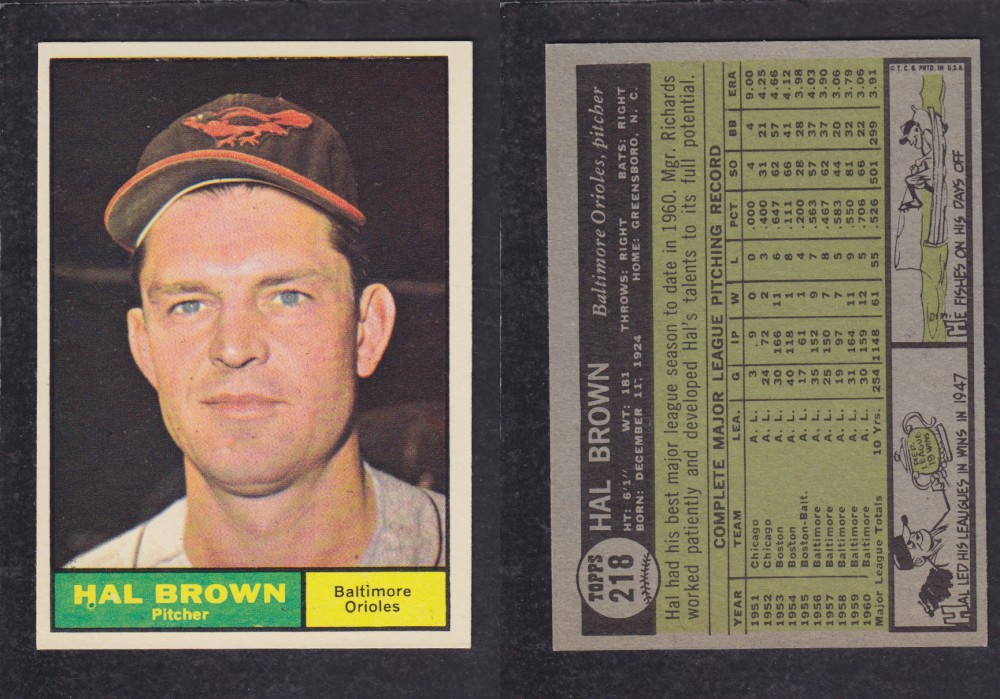 HAL BROWN
Pitcher
Baltimore
Orioles
TOPPS
218
HAL BROWN
Baltimore Orioles, pitcher
HT: 6'1" WT: 181 THROWS: RIGHT BATS: RIGHT
BORN: DECEMBER 11, 1924 HOME: GREENSBORO, N. C.
Hal had his best major league season to date in 1960. Mgr. Richards
worked patiently and developed Hal's talents to its full potential.
COMPLETE MAJOR LEAGUE PITCHING RECORD
YEAR TEAM LEA. G IP W L PCT SO BB ERA
1951 Chicago A. L. 3 9 0 0 .000 4 4 9.00
1952 Chicago A. L. 24 72 2 3 .400 31 21 4.25
1953 Boston A. L. 30 166 11 6 .647 62 57 4.66
1954 Boston A. L. 40 118 1 8 .111 66 41 4.12
1955 Boston-Balt. A. L. 17 61 1 4 .200 28 28 3.98
1956 Baltimore A. L. 35 152 9 7 .563 57 37 4.03
1957 Baltimore A. L. 25 150 7 8 .467 62 37 3.90
1958 Baltimore A. L. 19 97 7 5 .583 44 20 3.06
1959 Baltimore A. L. 31 164 11 9 .550 81 32 3.79
1960 Baltimore A. L. 30 159 12 5 .706 66 22 3.06
Major League Totals 10 Yrs. 254 1148 61 55 .526 501 299 3.91
© T. C. G. PRTD. IN U.S.A.
LEAGUE
19 WINS
HAL LED HIS LEAUGUES IN WINS IN 1947
HE FISHES ON HIS DAYS OFF